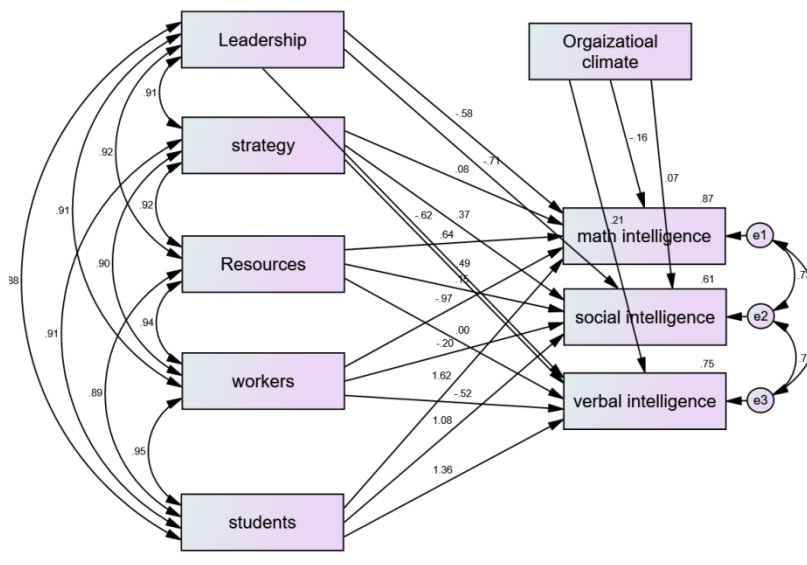 Leadership
Orgaizatioal
climate
.91
strategy
-.58
-.16
.08
-.71
.07
.92
.87
.91
.92
.37
-.62
.21
.64
math intelligence
e1
.90
Resources
.49
.15
.61
88
-.97
.94
.00
social intelligence
e2
.91
-.20
workers
1.62
-.52
.75
.89
verbal intelligence
e3
1.08
.95
1.36
students